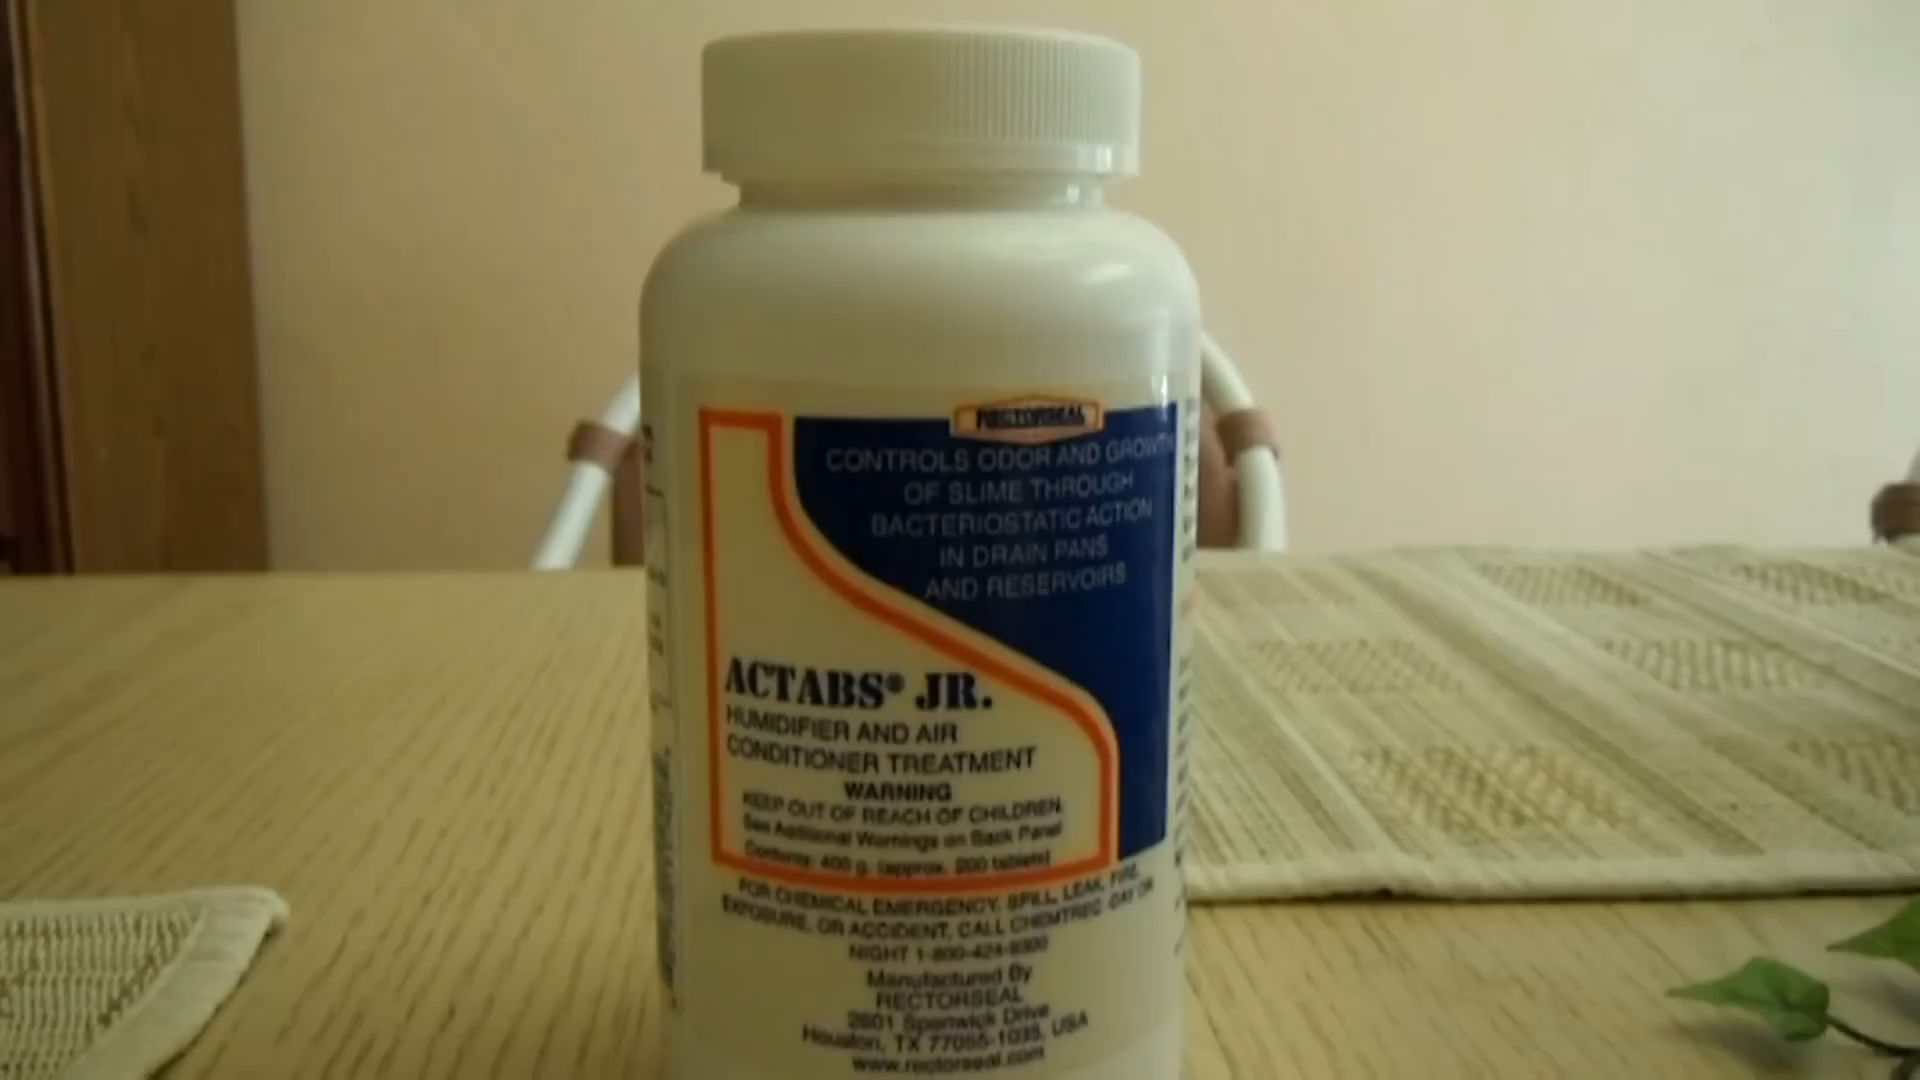 RECTORSEAL
CONTROLS ODOR AND GROWTH
OF SLIME THROUGH
BACTERIOSTATIC ACTION
IN DRAIN PANS
AND RESERVOIRS
ACTABS® JR.
HUMIDIFIER AND AIR
CONDITIONER TREATMENT
WARNING
KEEP OUT OF REACH OF CHILDREN
See Additional Warnings on Back Panel
Contents: 400 g. (approx. 200 tablets)
FOR CHEMICAL EMERGENCY, SPILL, LEAK, FIRE,
EXPOSURE, OR ACCIDENT, CALL CHEMTREC -DAY OR
NIGHT 1-800-424-9300
Manufactured By
RECTORSEAL
2601 Spenwick Drive
Houston, TX 77055-1035, USA
www.rectorseal.com